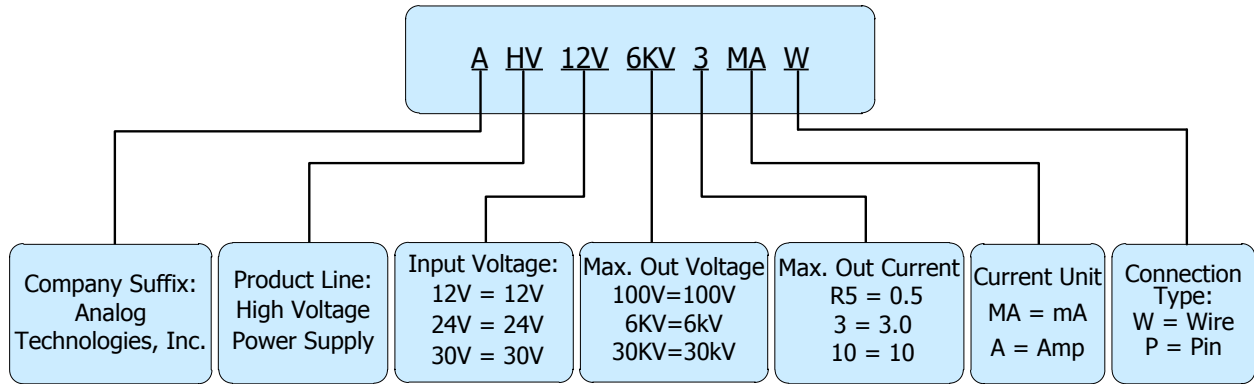 A HV 12V 6KV 3 MA W
Company Suffix:
Analog
Technologies, Inc.
Product Line:
High Voltage
Power Supply
Input Voltage:
12V = 12V
24V = 24V
30V = 30V
Max. Out Voltage
100V=100V
6KV=6kV
30KV=30kV
Max. Out Current
R5 = 0.5
3 = 3.0
10 = 10
Current Unit
MA = mA
A = Amp
Connection
Type:
W = Wire
P = Pin